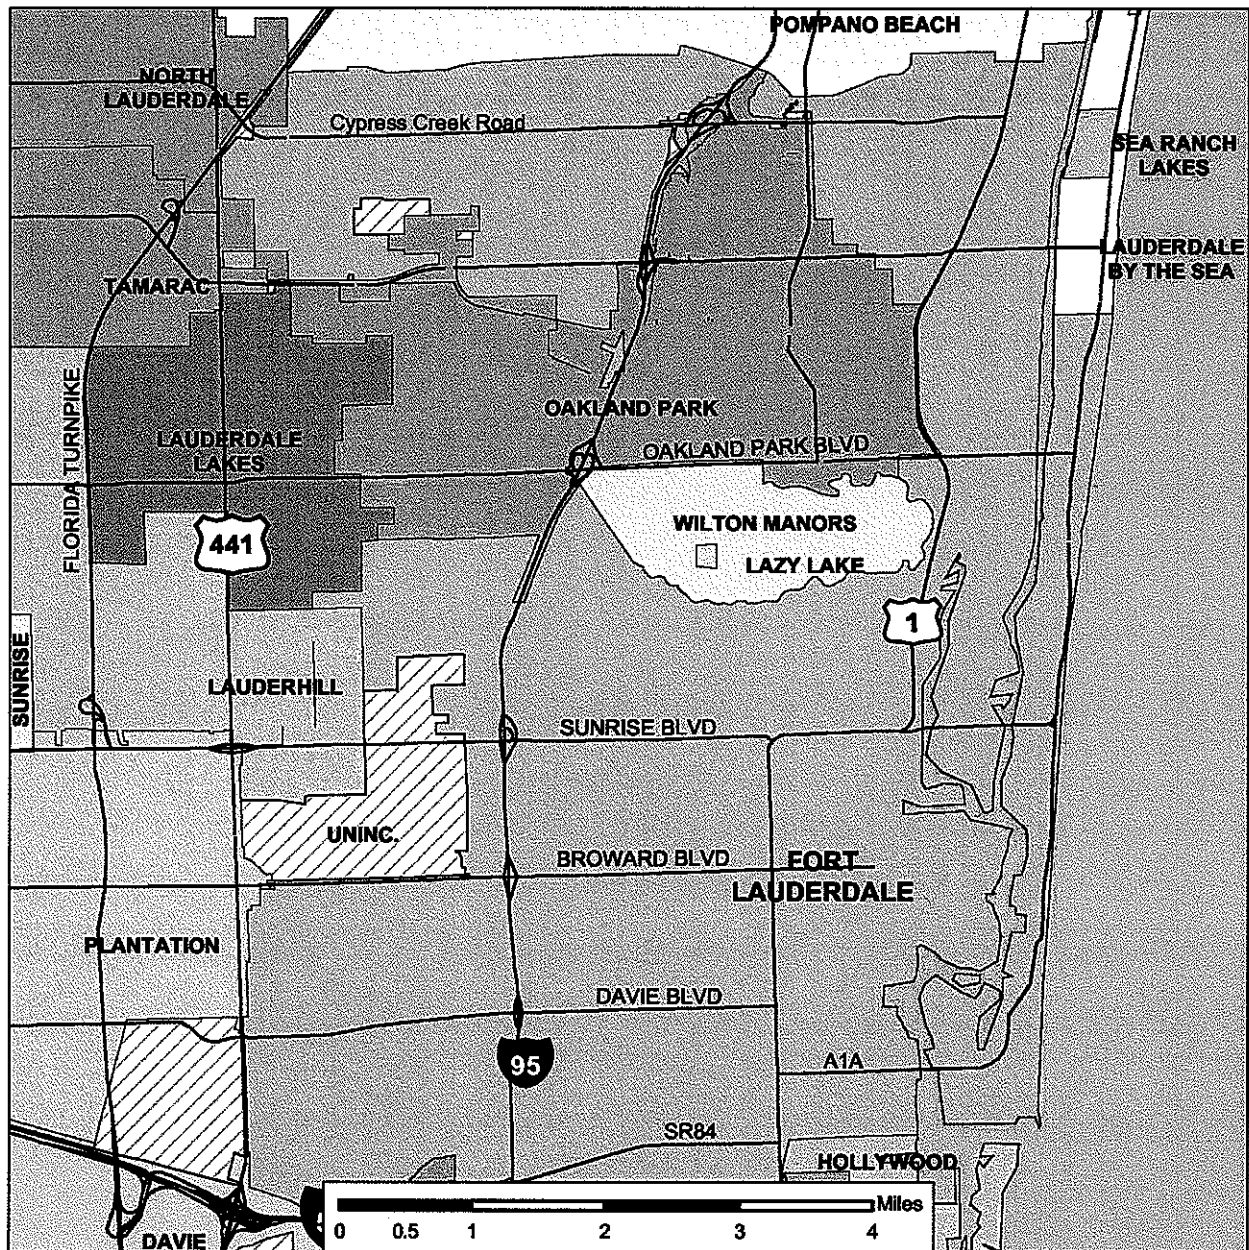 POMPANO BEACH
NORTH
LAUDERDALE
Cypress Creek Road
SEA RANCH
LAKES
LAUDERDALE
BY THE SEA
TAMARAC
FLORIDA TURNPIKE
OAKLAND PARK
LAUDERDALE
LAKES
OAKLAND PARK BLVD
WILTON MANORS
441
LAZY LAKE
1
SUNRISE
LAUDERHILL
SUNRISE BLVD
UNINC.
BROWARD BLVD
FORT
LAUDERDALE
PLANTATION
DAVIE BLVD
95
A1A
SR84
HOLLYWOOD
DAVIE
Miles
0 0.5 1 2 3 4